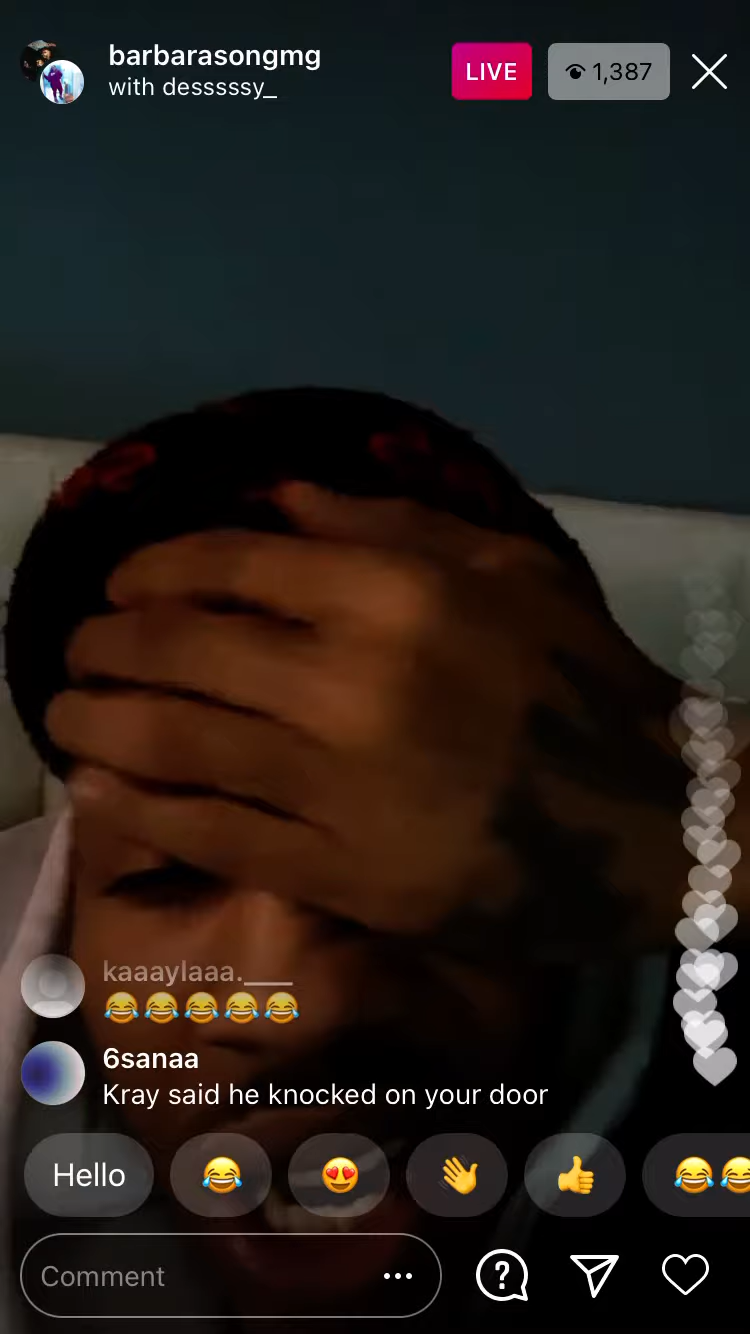 barbarasongmg
with desssssy_
LIVE
1,387
kaaaylaaa.___
😂😂😂😂😂
6sanaa
Kray said he knocked on your door
Hello
Comment